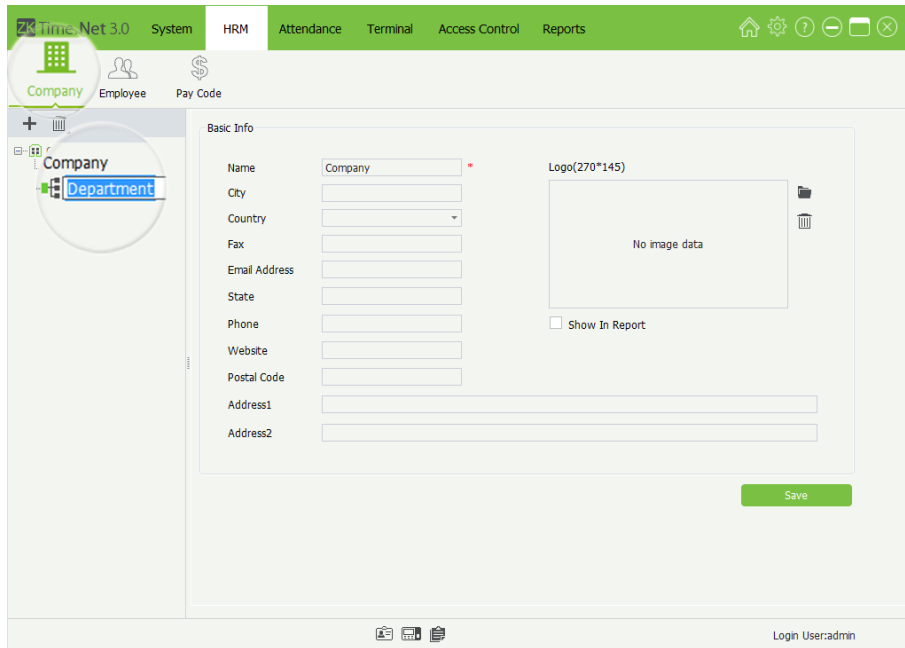 ZKTime.Net 3.0 System HRM Attendance Terminal Access Control Reports
Company Employee Pay Code
Company
Department
Basic Info
Name Company *
City
Country
Fax
Email Address
State
Phone
Website
Postal Code
Address1
Address2
Logo(270*145)
No image data
Show In Report
Save
Login User:admin